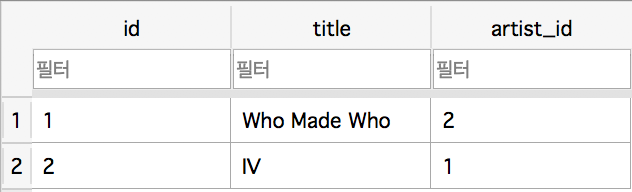 id title artist_id
필터 필터 필터
1 1 Who Made Who 2
2 2 IV 1